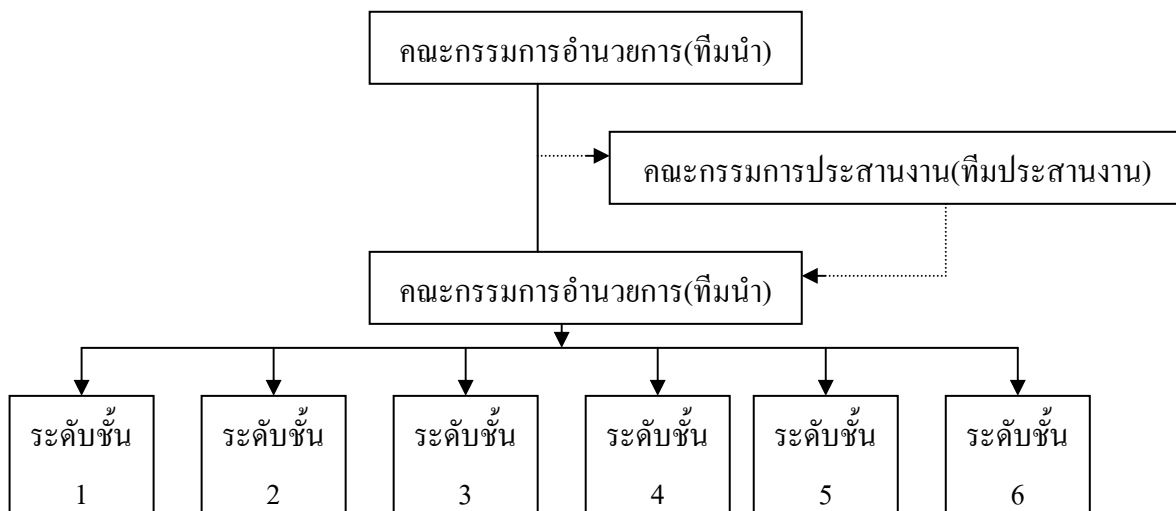 คณะกรรมการอำนวยการ(ทีมนำ)
คณะกรรมการประสานงาน(ทีมประสานงาน)
คณะกรรมการอำนวยการ(ทีมนำ)
ระดับชั้น
1
ระดับชั้น
2
ระดับชั้น
3
ระดับชั้น
4
ระดับชั้น
5
ระดับชั้น
6